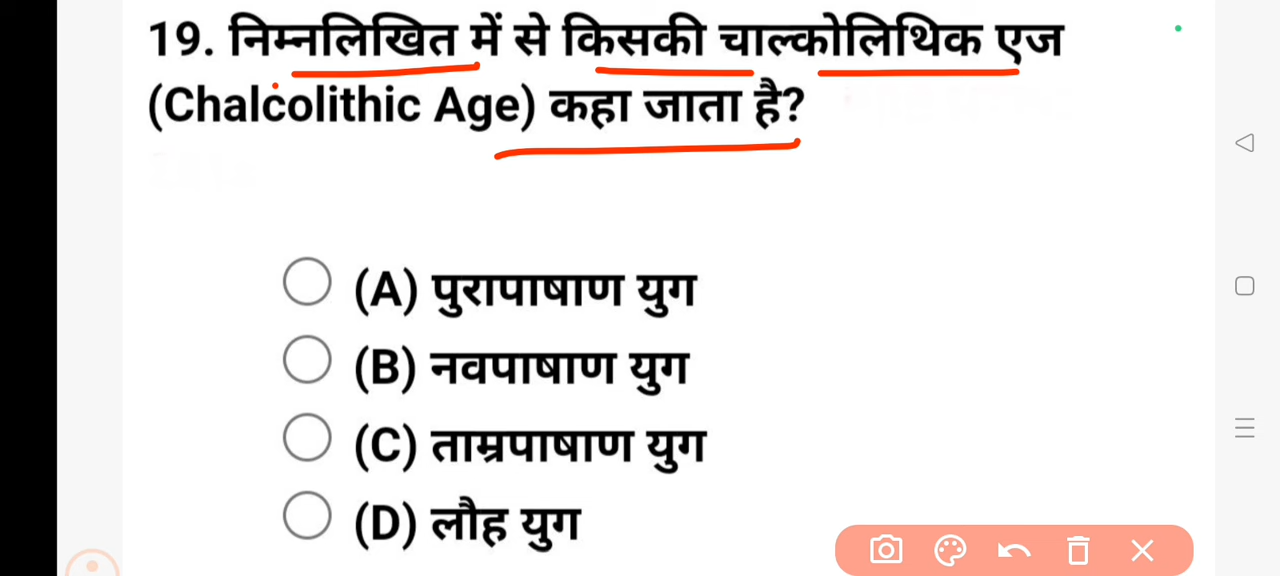 19. निम्नलिखित में से किसकी चाल्कोलिथिक एज
(Chalcolithic Age) कहा जाता है?
(A) पुरापाषाण युग
(B) नवपाषाण युग
(C) ताम्रपाषाण युग
(D) लौह युग